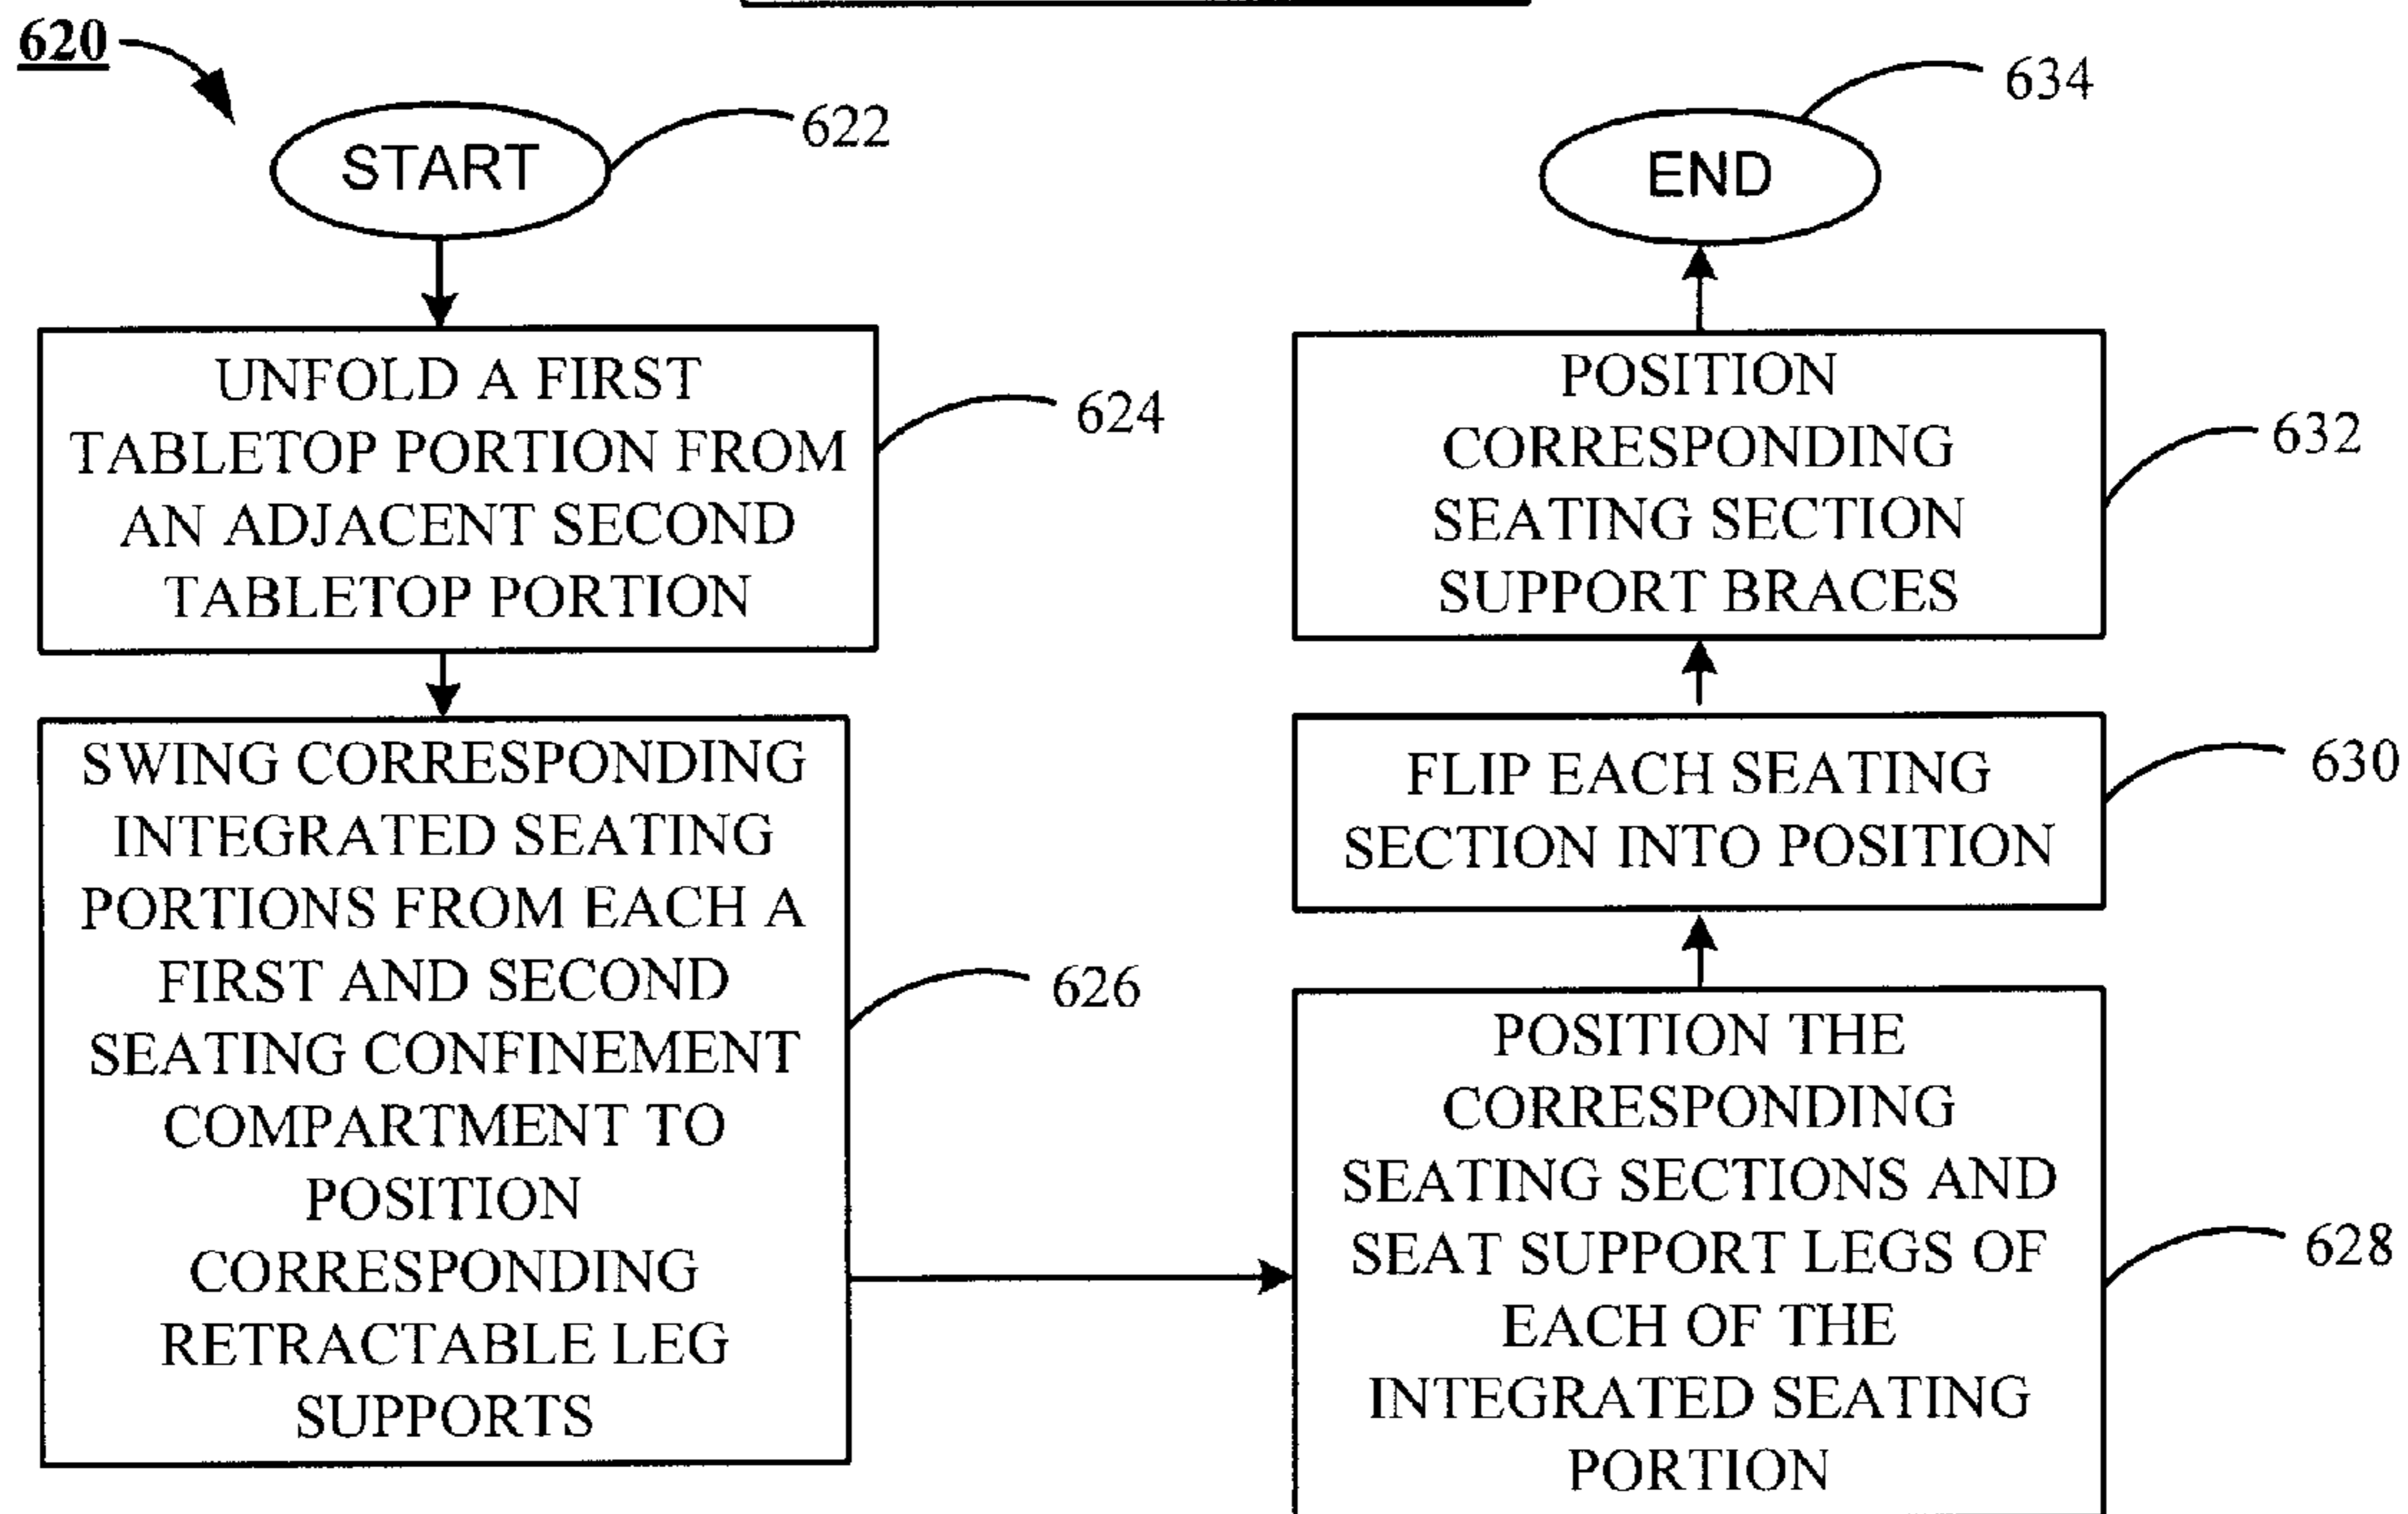 620
START
622
UNFOLD A FIRST
TABLETOP PORTION FROM
AN ADJACENT SECOND
TABLETOP PORTION
624
SWING CORRESPONDING
INTEGRATED SEATING
PORTIONS FROM EACH A
FIRST AND SECOND
SEATING CONFINEMENT
COMPARTMENT TO
POSITION
CORRESPONDING
RETRACTABLE LEG
SUPPORTS
626
POSITION THE
CORRESPONDING
SEATING SECTIONS AND
SEAT SUPPORT LEGS OF
EACH OF THE
INTEGRATED SEATING
PORTION
628
FLIP EACH SEATING
SECTION INTO POSITION
630
POSITION
CORRESPONDING
SEATING SECTION
SUPPORT BRACES
632
END
634